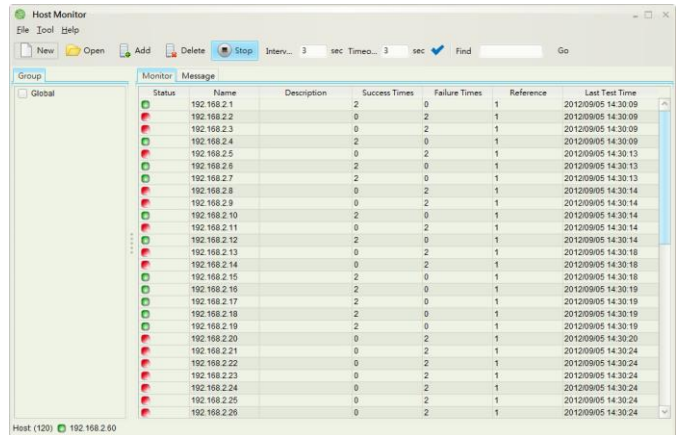 Host Monitor
File Tool Help
New Open Add Delete Stop Interv... 3 sec Timeo... 3 sec Find Go
Group Monitor Message
Global
Status Name Description Success Times Failure Times Reference Last Test Time
192.168.2.1 2 0 1 2012/09/05 14:30:09
192.168.2.2 0 2 1 2012/09/05 14:30:09
192.168.2.3 0 2 1 2012/09/05 14:30:09
192.168.2.4 2 0 1 2012/09/05 14:30:09
192.168.2.5 0 2 1 2012/09/05 14:30:13
192.168.2.6 2 0 1 2012/09/05 14:30:13
192.168.2.7 2 0 1 2012/09/05 14:30:13
192.168.2.8 0 2 1 2012/09/05 14:30:14
192.168.2.9 0 2 1 2012/09/05 14:30:14
192.168.2.10 2 0 1 2012/09/05 14:30:14
192.168.2.11 0 2 1 2012/09/05 14:30:14
192.168.2.12 2 0 1 2012/09/05 14:30:14
192.168.2.13 0 2 1 2012/09/05 14:30:18
192.168.2.14 0 2 1 2012/09/05 14:30:18
192.168.2.15 2 0 1 2012/09/05 14:30:18
192.168.2.16 2 0 1 2012/09/05 14:30:19
192.168.2.17 2 0 1 2012/09/05 14:30:19
192.168.2.18 2 0 1 2012/09/05 14:30:19
192.168.2.19 2 0 1 2012/09/05 14:30:19
192.168.2.20 0 2 1 2012/09/05 14:30:20
192.168.2.21 0 2 1 2012/09/05 14:30:24
192.168.2.22 0 2 1 2012/09/05 14:30:24
192.168.2.23 0 2 1 2012/09/05 14:30:24
192.168.2.24 0 2 1 2012/09/05 14:30:24
192.168.2.25 0 2 1 2012/09/05 14:30:24
192.168.2.26 0 2 1 2012/09/05 14:30:24
Host: (120) 192.168.2.60